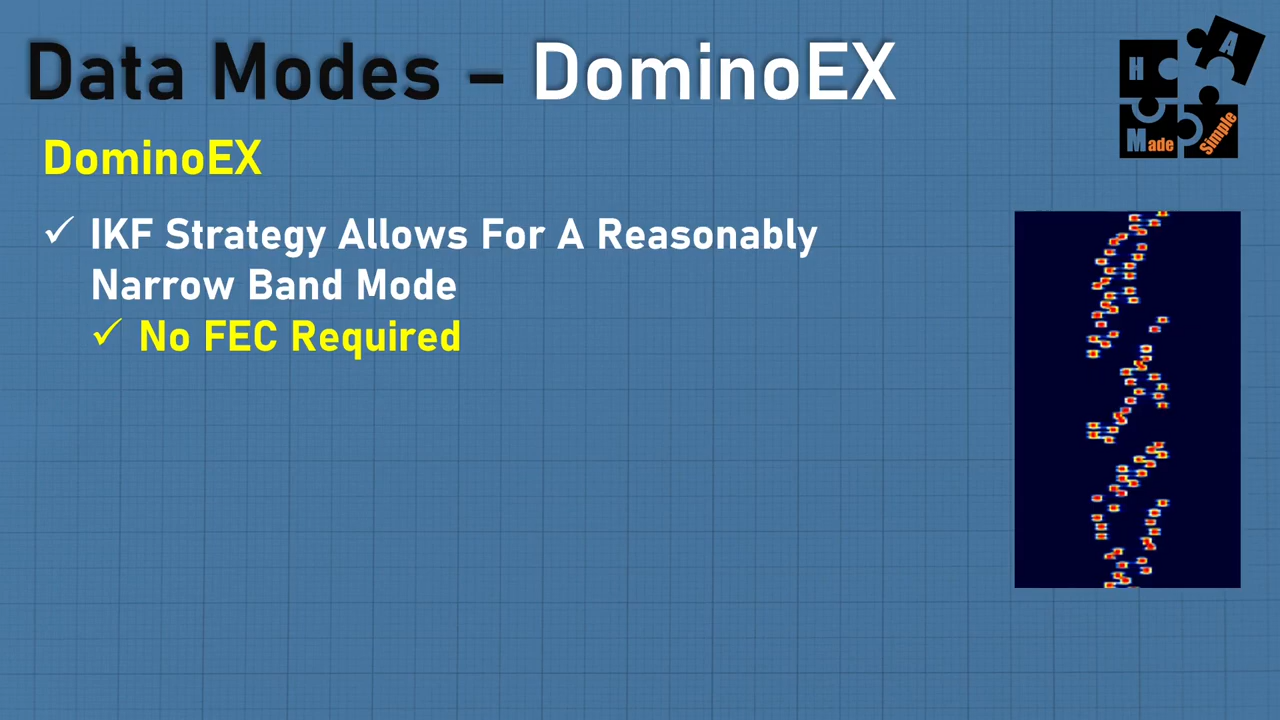 Data Modes – DominoEX
H A
Made Simple
DominoEX
✓ IKF Strategy Allows For A Reasonably
Narrow Band Mode
✓ No FEC Required